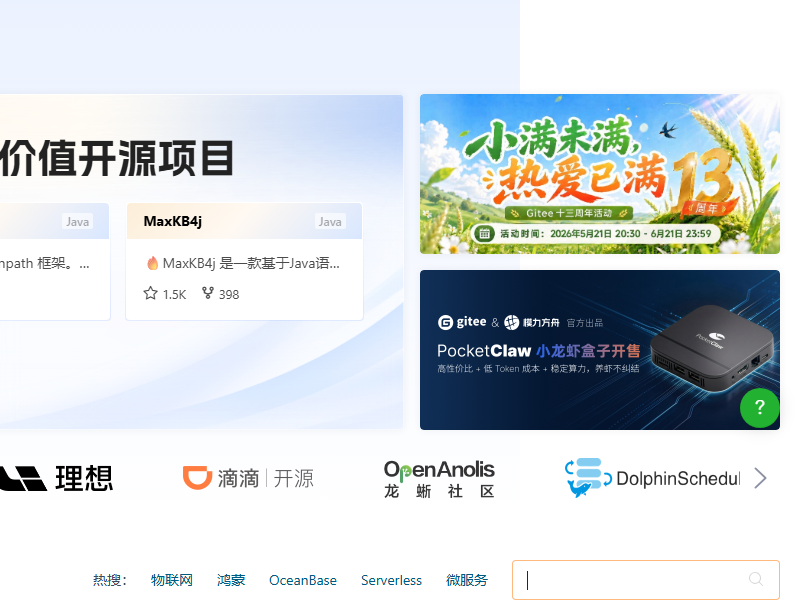 价值开源项目
Java
MaxKB4j
Java
npath 框架。...
MaxKB4j 是一款基于Java语...
1.5K
398
小满未满，
热爱已满
13
周年
Gitee 十三周年活动
活动时间：2026年5月21日 20:30 - 6月21日 23:59
gitee & 模力方舟 官方出品
PocketClaw 小龙虾盒子开售
高性价比 + 低 Token 成本 + 稳定算力，养虾不纠结
PocketClaw
?
理想
滴滴 | 开源
OpenAnolis
龙蜥社区
DolphinSchedul
热搜：
物联网
鸿蒙
OceanBase
Serverless
微服务